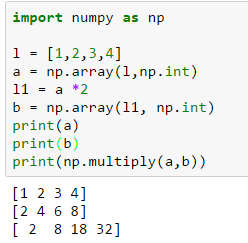 import numpy as np
l = [1,2,3,4]
a = np.array(l,np.int)
l1 = a *2
b = np.array(l1, np.int)
print(a)
print(b)
print(np.multiply(a,b))
[1 2 3 4]
[2 4 6 8]
[ 2  8 18 32]